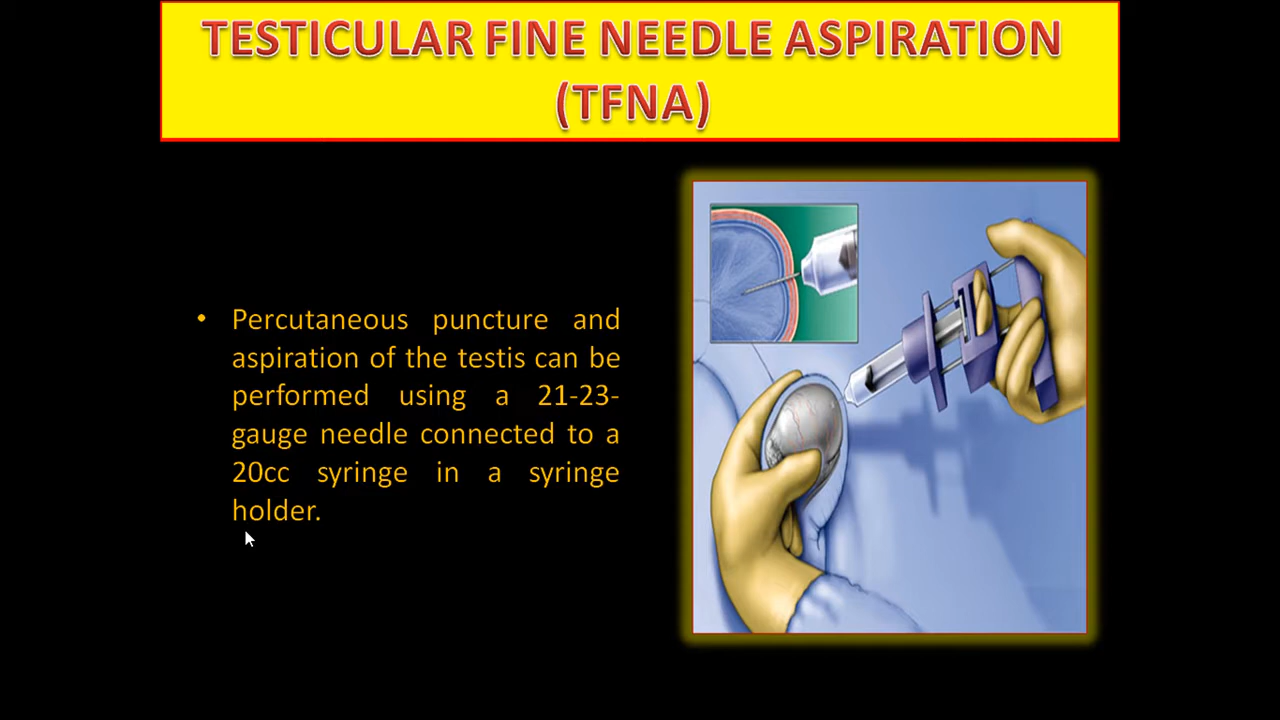 TESTICULAR FINE NEEDLE ASPIRATION
(TFNA)
• Percutaneous puncture and
aspiration of the testis can be
performed using a 21-23-
gauge needle connected to a
20cc syringe in a syringe
holder.